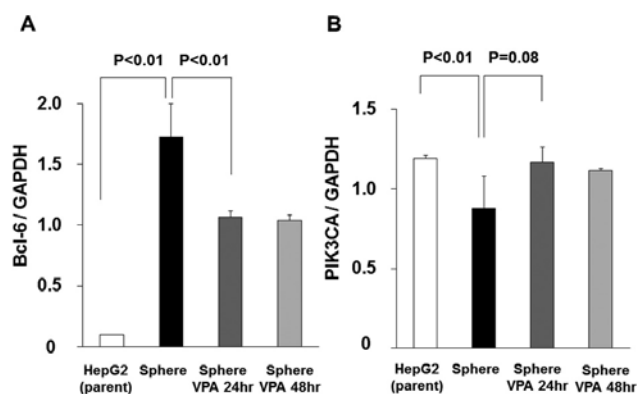 A
P<0.01 P<0.01
Bcl-6 / GAPDH
2.0
1.5
1.0
0.5
0
HepG2 (parent)
Sphere
Sphere VPA 24hr
Sphere VPA 48hr
B
P<0.01 P=0.08
PIK3CA / GAPDH
1.5
1.0
1.5
0
HepG2 (parent)
Sphere
Sphere VPA 24hr
Sphere VPA 48hr